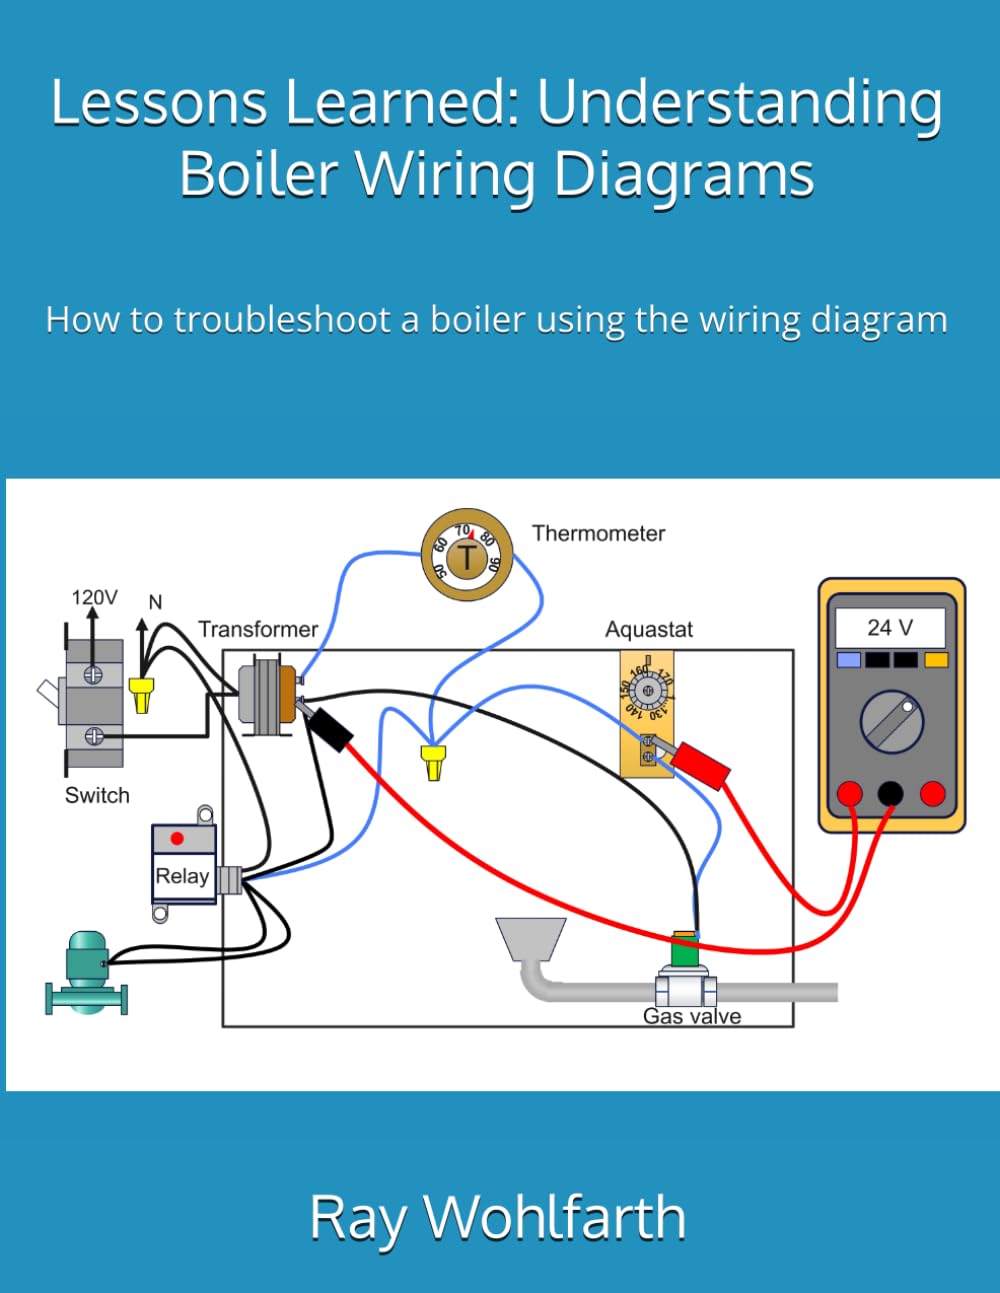 Lessons Learned: Understanding
Boiler Wiring Diagrams
How to troubleshoot a boiler using the wiring diagram
Thermometer
50 60 70 80 90
T
120V
N
Transformer
Aquastat
24 V
140 150 160 170
130
Switch
Relay
Gas valve
Ray Wohlfarth